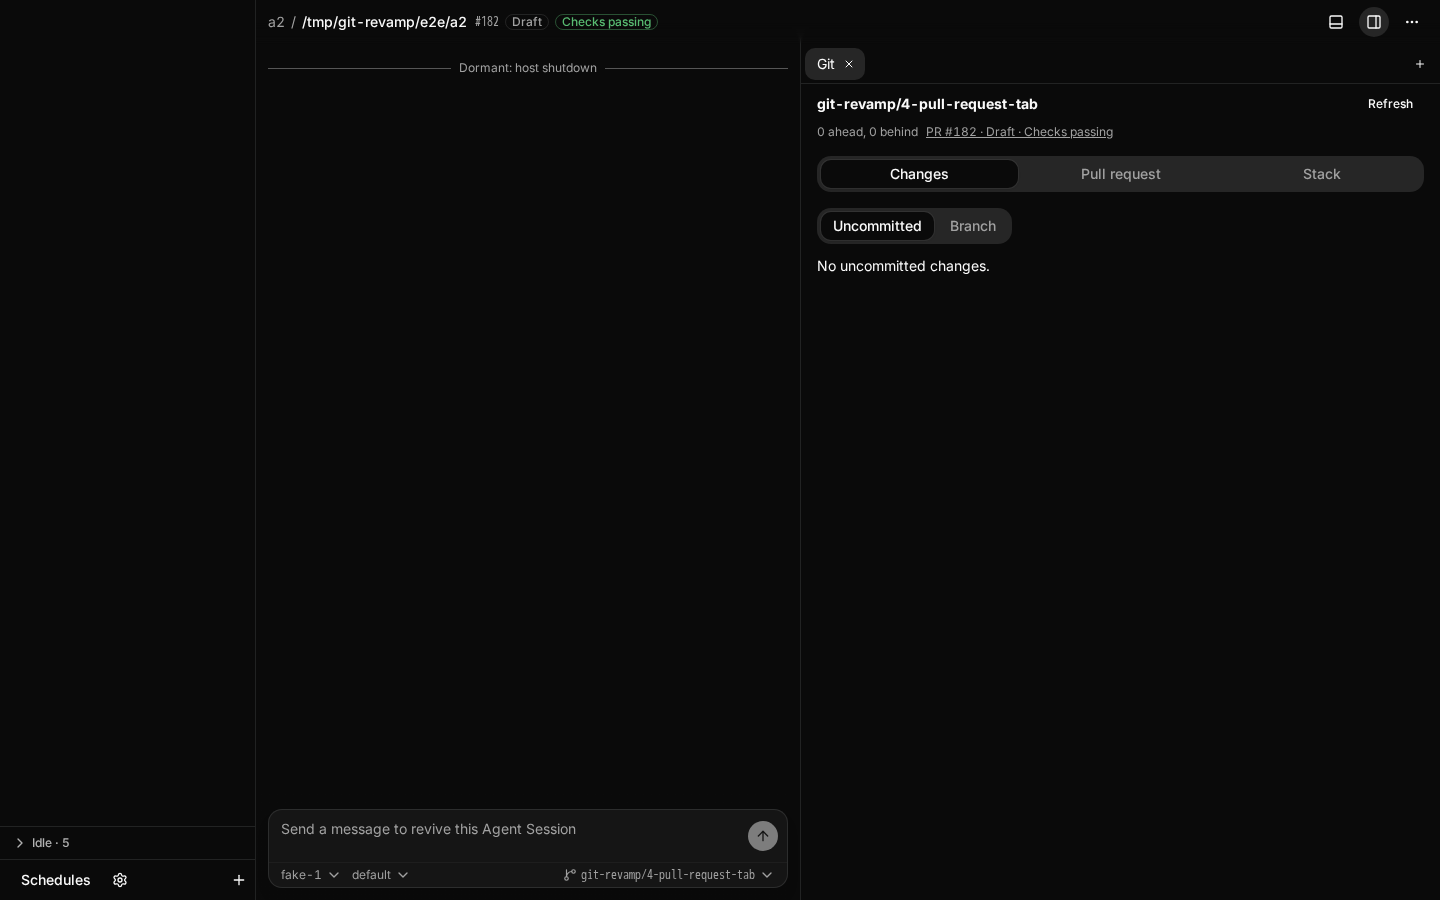 a2 / /tmp/git-revamp/e2e/a2 #182 Draft Checks passing
Dormant: host shutdown
Git
git-revamp/4-pull-request-tab
Refresh
0 ahead, 0 behind PR #182 · Draft · Checks passing
Changes Pull request Stack
Uncommitted Branch
No uncommitted changes.
Send a message to revive this Agent Session
fake-1 default git-revamp/4-pull-request-tab
Idle · 5
Schedules